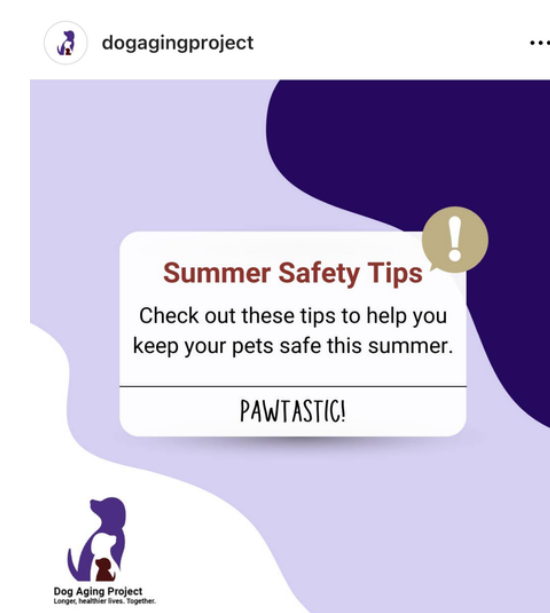 dogagingproject
Summer Safety Tips
Check out these tips to help you
keep your pets safe this summer.
PAWTASTIC!
Dog Aging Project
Longer, healthier lives. Together.